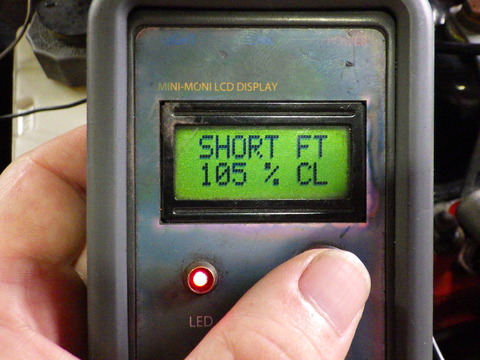 MINI-MONI LCD DISPLAY
SHORT FT
105 % CL
LED